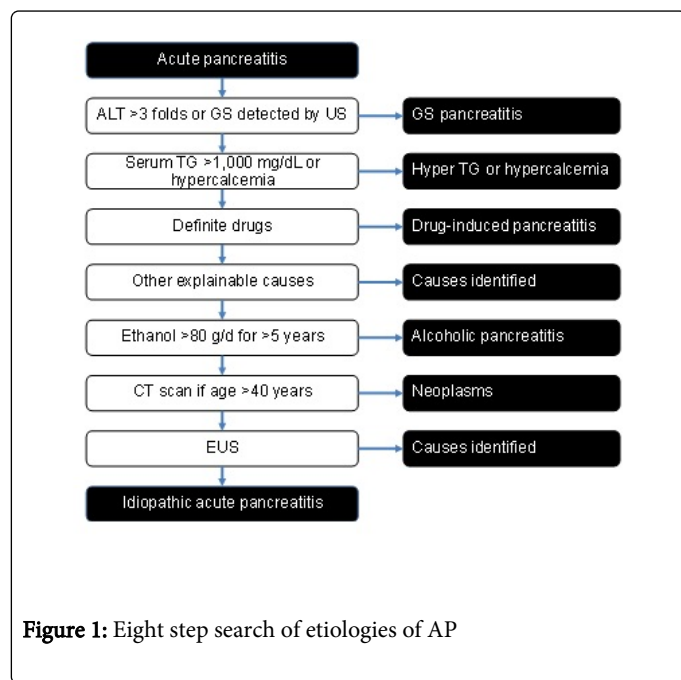 Acute pancreatitis
ALT >3 folds or GS detected by US
GS pancreatitis
Serum TG >1,000 mg/dL or
hypercalcemia
Hyper TG or hypercalcemia
Definite drugs
Drug-induced pancreatitis
Other explainable causes
Causes identified
Ethanol >80 g/d for >5 years
Alcoholic pancreatitis
CT scan if age >40 years
Neoplasms
EUS
Causes identified
Idiopathic acute pancreatitis
Figure 1: Eight step search of etiologies of AP